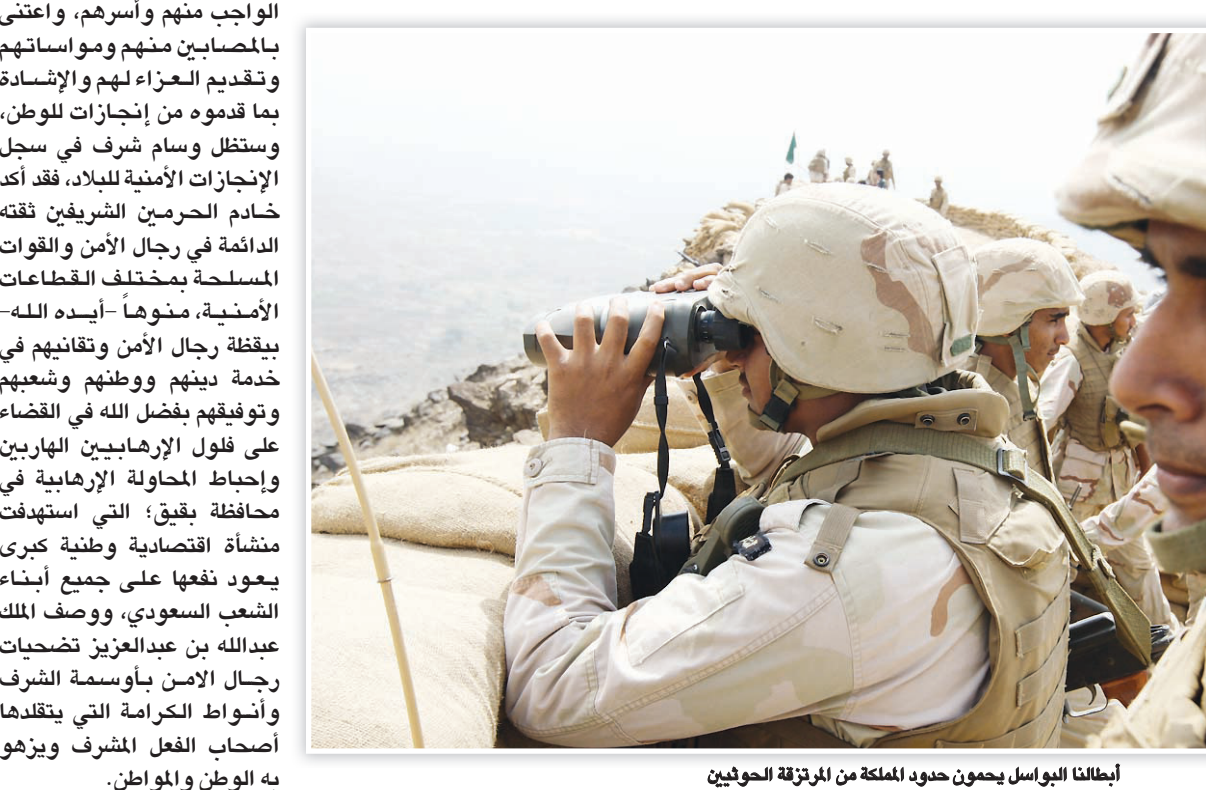 الواجب منهم وأسرهم، واعتنى
بالمصابين منهم ومواساتهم
وتقديم العزاء لهم والإشادة
بما قدموه من إنجازات للوطن،
وستظل وسام شرف في سجل
الإنجازات الأمنية للبلاد، فقد أكد
خادم الحرمين الشريفين ثقته
الدائمة في رجال الأمن والقوات
المسلحة بمختلف القطاعات
الأمنية، منوهاً -أيده الله-
بيقظة رجال الأمن وتقانيهم في
خدمة دينهم ووطنهم وشعبهم
وتوفيقهم بفضل الله في القضاء
على فلول الإرهابيين الهاربين
وإحباط المحاولة الإرهابية في
محافظة بقيق؛ التي استهدفت
منشأة اقتصادية وطنية كبرى
يعود نفعها على جميع أبناء
الشعب السعودي، ووصف الملك
عبدالله بن عبدالعزيز تضحيات
رجال الامن بأوسمة الشرف
وأنواط الكرامة التي يتقلدها
أصحاب الفعل المشرف ويزهو
به الوطن والمواطن.
أبطالنا البواسل يحمون حدود المملكة من المرتزقة الحوثيين